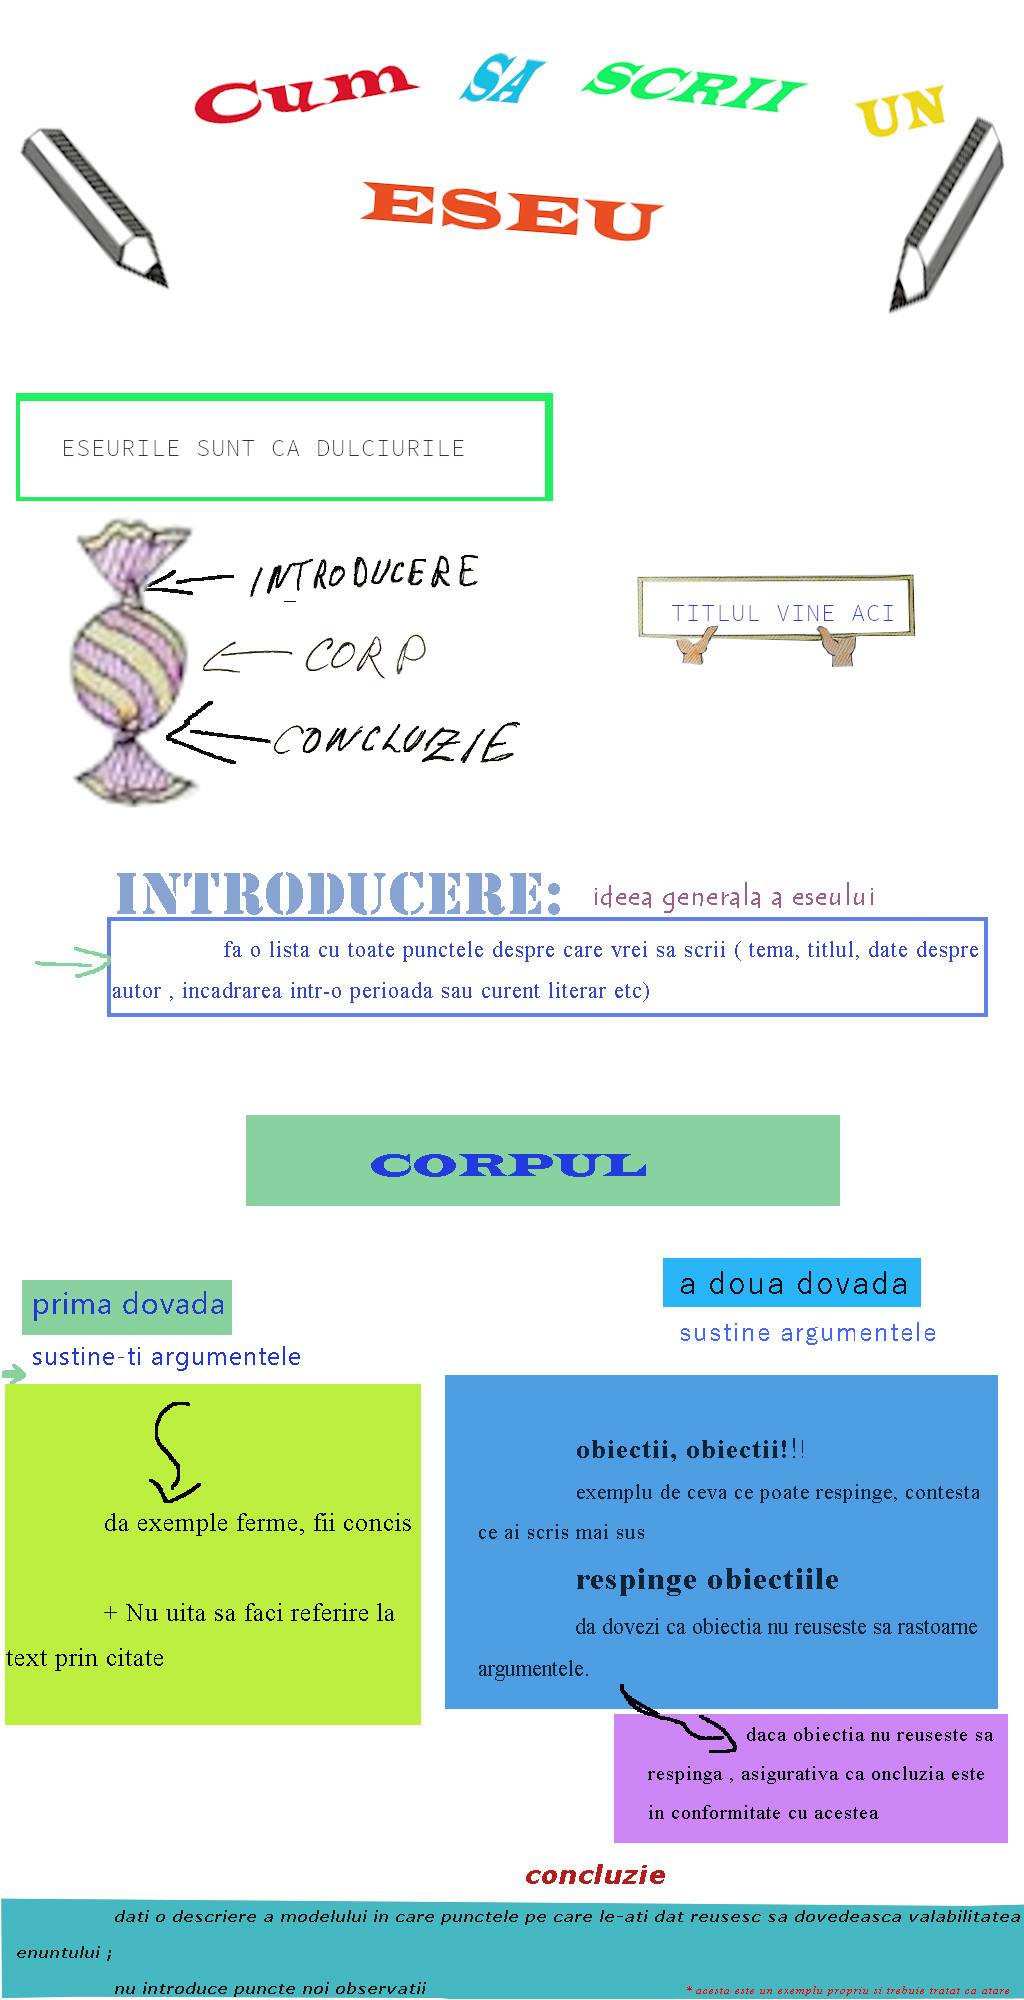 Cum SA SCRII UN
ESEU
ESEURILE SUNT CA DULCIURILE
INTRODUCERE
CORP
CONCLUZIE
TITLUL VINE ACI
INTRODUCERE: ideea generala a eseului
fa o lista cu toate punctele despre care vrei sa scrii ( tema, titlul, date despre
autor , incadrarea intr-o perioada sau curent literar etc)
CORPUL
prima dovada
sustine-ti argumentele
da exemple ferme, fii concis
+ Nu uita sa faci referire la
text prin citate
a doua dovada
sustine argumentele
obiectii, obiectii!!!
exemplu de ceva ce poate respinge, contesta
ce ai scris mai sus
respinge obiectiile
da dovezi ca obiectia nu reuseste sa rastoarne
argumentele.
daca obiectia nu reuseste sa
respinga , asigurativa ca oncluzia este
in conformitate cu acestea
concluzie
dati o descriere a modelului in care punctele pe care le-ati dat reusesc sa dovedeasca valabilitatea
enuntului ;
nu introduce puncte noi observatii
* acesta este un exemplu propriu si trebuie tratat ca atare